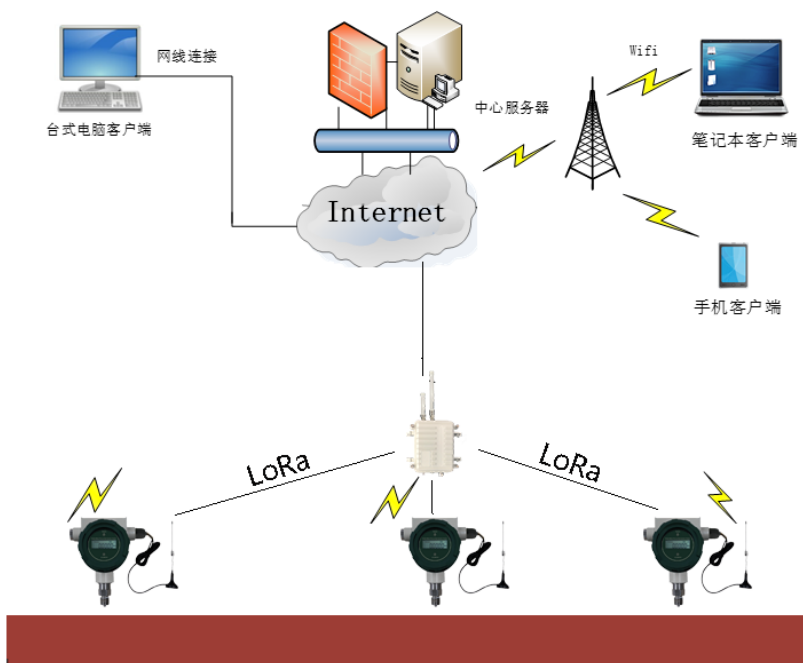 网线连接
Wifi
台式电脑客户端
中心服务器
笔记本客户端
Internet
手机客户端
LoRa
LoRa